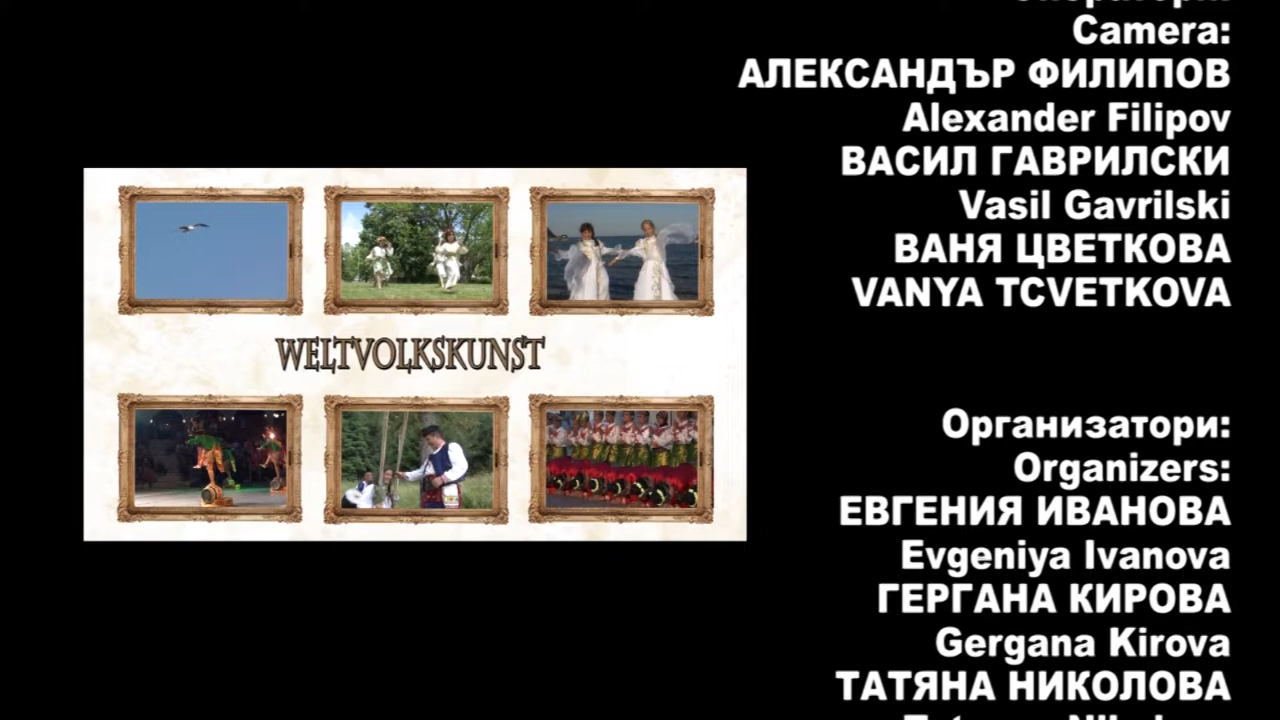 Camera:
АЛЕКСАНДЪР ФИЛИПОВ
Alexander Filipov
ВАСИЛ ГАВРИЛСКИ
Vasil Gavrilski
ВАНЯ ЦВЕТКОВА
VANYA TCVETKOVA
WELTVOLKSKUNST
Организатори:
Organizers:
ЕВГЕНИЯ ИВАНОВА
Evgeniya Ivanova
ГЕРГАНА КИРОВА
Gergana Kirova
ТАТЯНА НИКОЛОВА